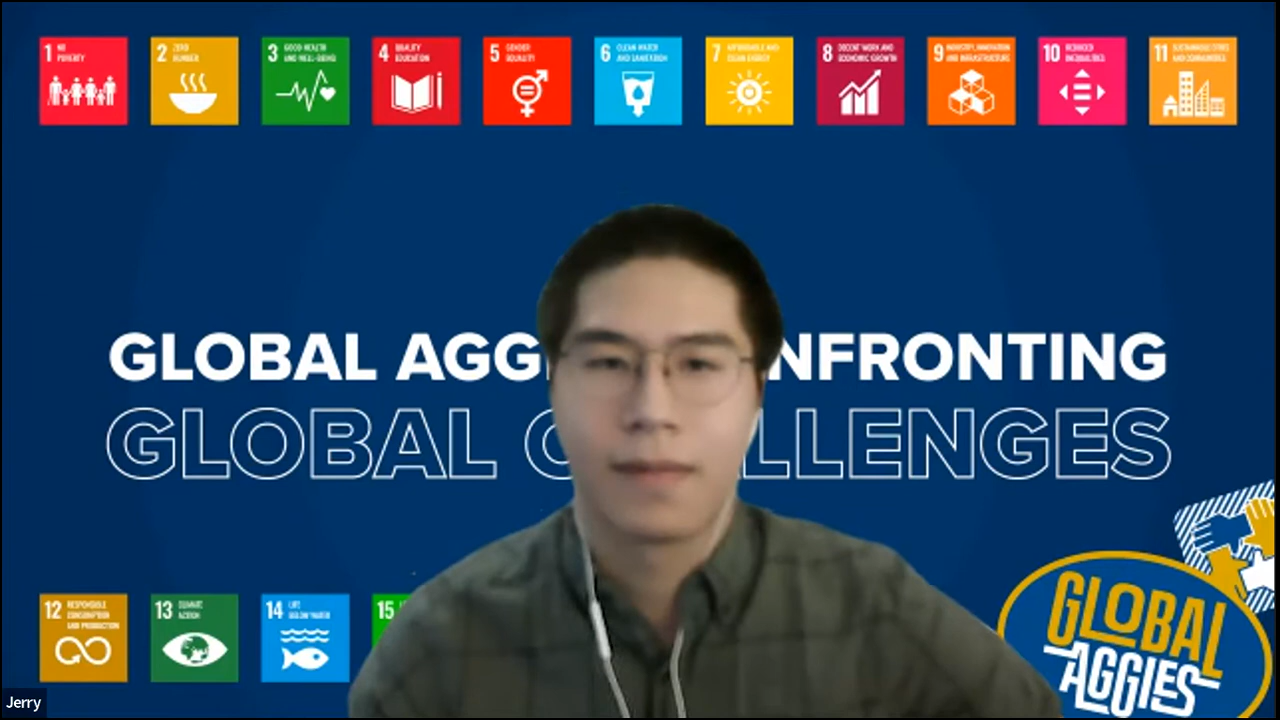 1 NO
POVERTY
2 ZERO
HUNGER
3 GOOD HEALTH
AND WELL-BEING
4 QUALITY
EDUCATION
5 GENDER
EQUALITY
6 CLEAN WATER
AND SANITATION
7 AFFORDABLE AND
CLEAN ENERGY
8 DECENT WORK AND
ECONOMIC GROWTH
9 INDUSTRY, INNOVATION
AND INFRASTRUCTURE
10 REDUCED
INEQUALITIES
11 SUSTAINABLE CITIES
AND COMMUNITIES
GLOBAL AGGI NFRONTING
GLOBAL C LLENGES
12 RESPONSIBLE
CONSUMPTION
AND PRODUCTION
13 CLIMATE
ACTION
14 LIFE
BELOW WATER
15
GLOBAL
AGGIES
Jerry